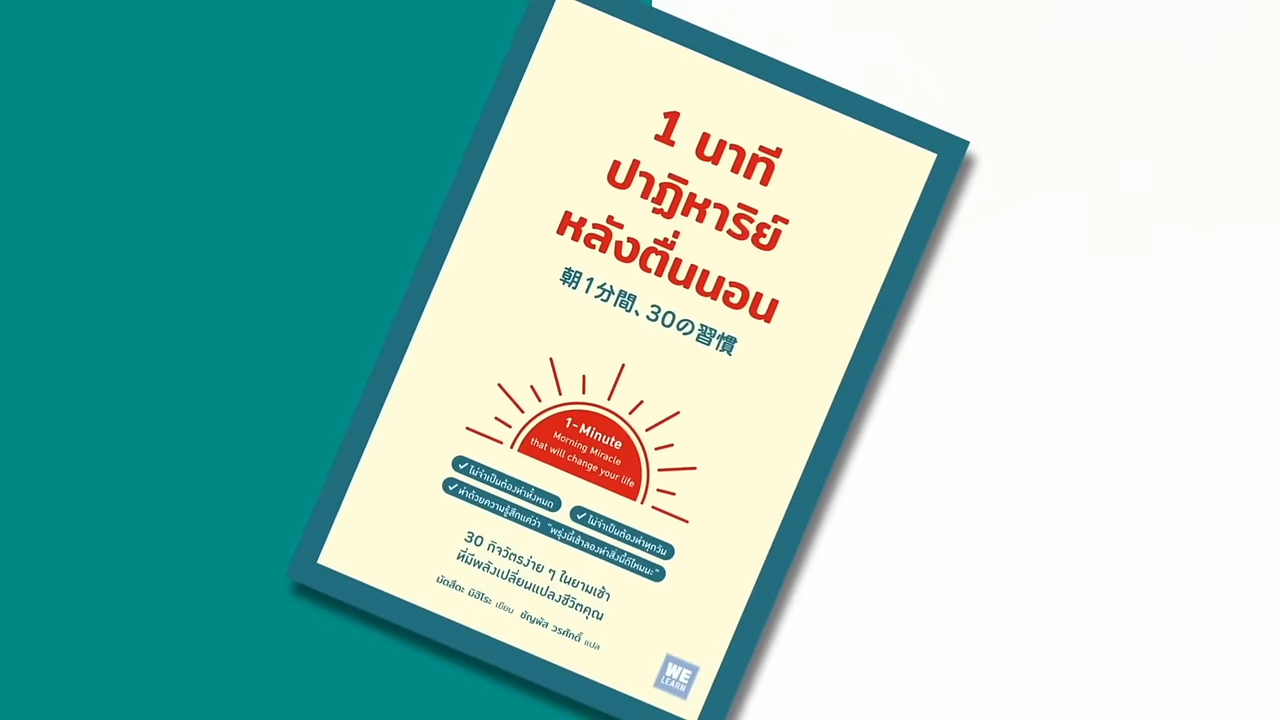 1 นาที
ปาฏิหาริย์
หลังตื่นนอน
朝1分間、30の習慣
1-Minute
Morning Miracle
that will change your life
✓ ไม่จำเป็นต้องทำทั้งหมด ✓ ไม่จำเป็นต้องทำทุกวัน
✓ ทำด้วยความรู้สึกแค่ว่า "พรุ่งนี้เช้าลองทำสิ่งนี้ดีไหมนะ"
30 กิจวัตรง่าย ๆ ในยามเช้า
ที่มีพลังเปลี่ยนแปลงชีวิตคุณ
มัตสึดะ มิฮิโระ เขียน ชัญพัส วรศักดิ์ แปล
WE
LEARN